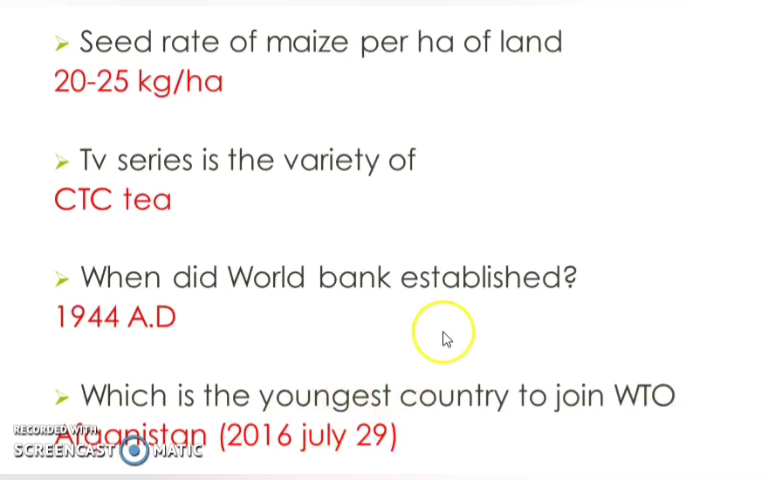 Seed rate of maize per ha of land
20-25 kg/ha
Tv series is the variety of
CTC tea
When did World bank established?
1944 A.D
Which is the youngest country to join WTO
Afganistan (2016 july 29)
RECORDED WITH
SCREENCAST MATIC